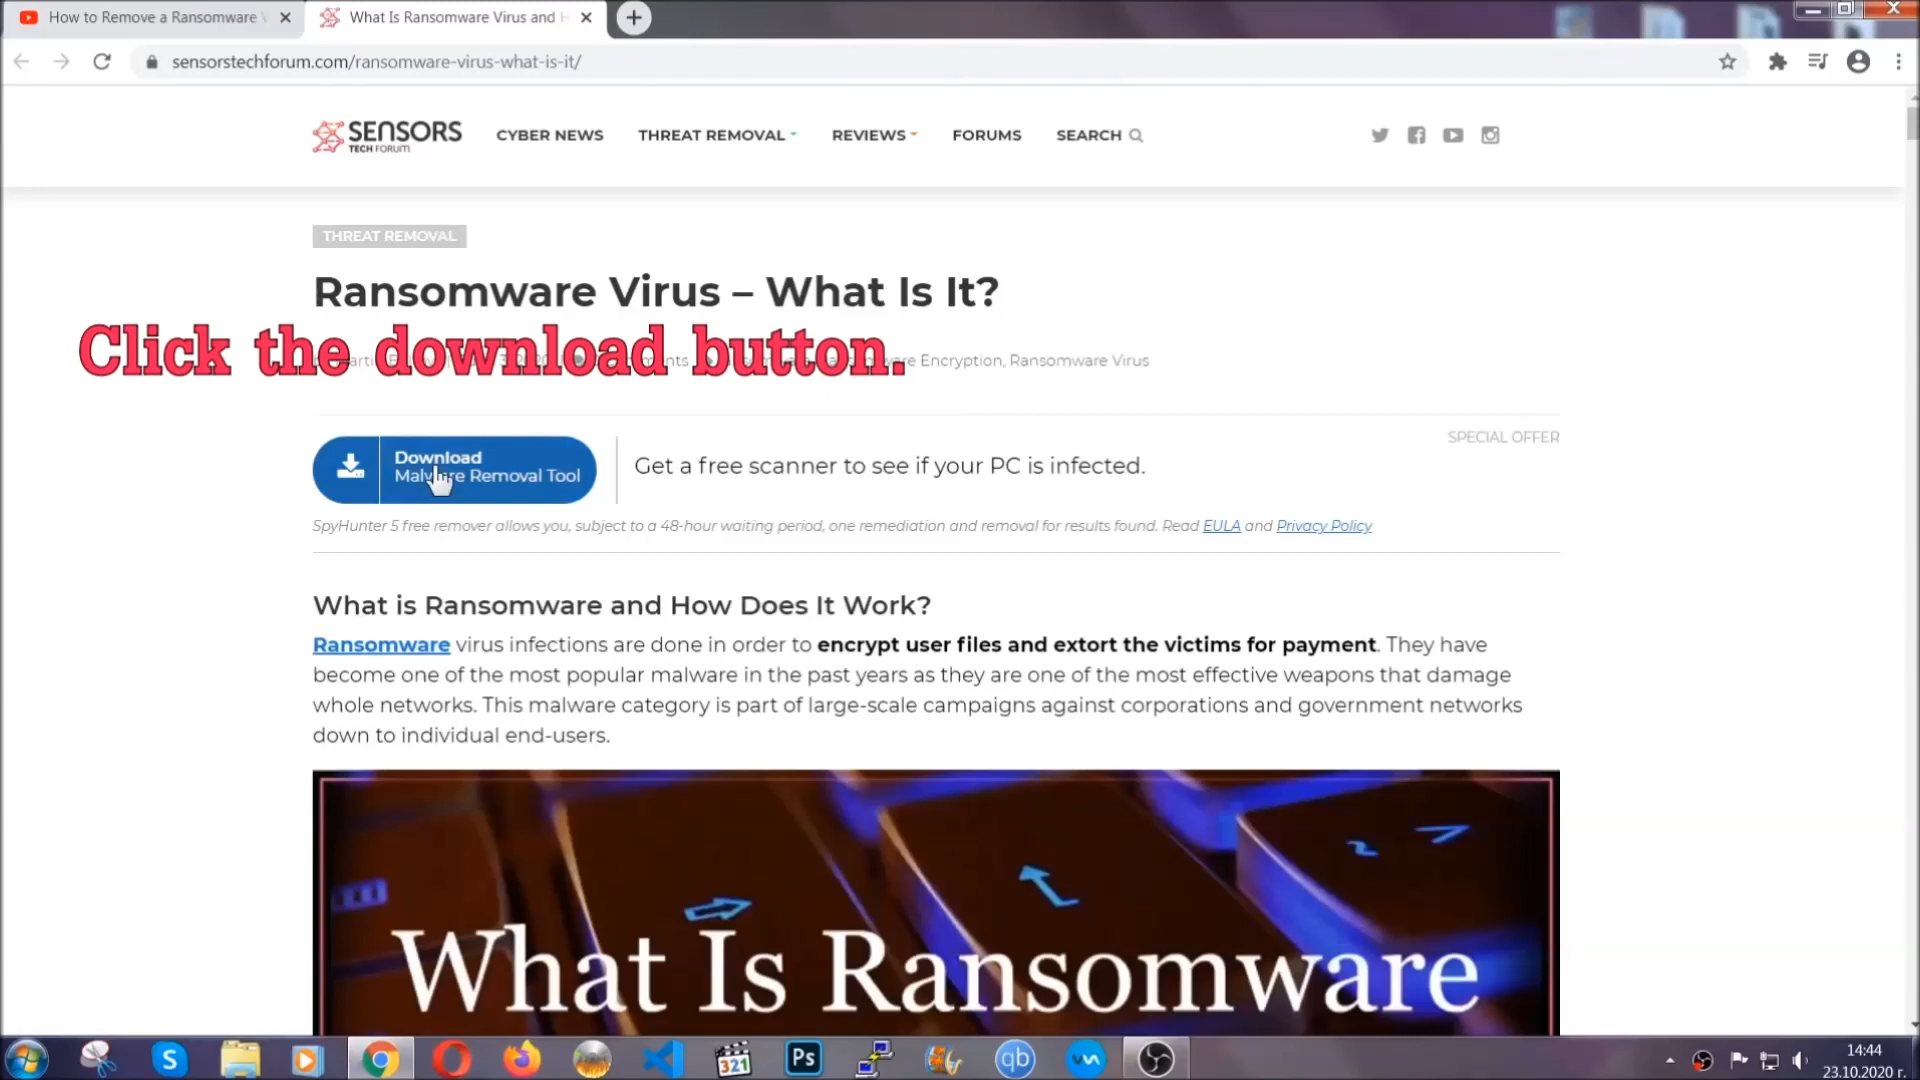 How to Remove a Ransomware V
What Is Ransomware Virus and H
sensorstechforum.com/ransomware-virus-what-is-it/
SENSORS
TECH FORUM
CYBER NEWS
THREAT REMOVAL
REVIEWS
FORUMS
SEARCH
THREAT REMOVAL
Ransomware Virus – What Is It?
Click the download button.
Encryption, Ransomware Virus
SPECIAL OFFER
Download
Malware Removal Tool
Get a free scanner to see if your PC is infected.
SpyHunter 5 free remover allows you, subject to a 48-hour waiting period, one remediation and removal for results found. Read EULA and Privacy Policy
What is Ransomware and How Does It Work?
Ransomware virus infections are done in order to encrypt user files and extort the victims for payment. They have
become one of the most popular malware in the past years as they are one of the most effective weapons that damage
whole networks. This malware category is part of large-scale campaigns against corporations and government networks
down to individual end-users.
What Is Ransomware
S
321
Ps
qb
14:44
23.10.2020 г.